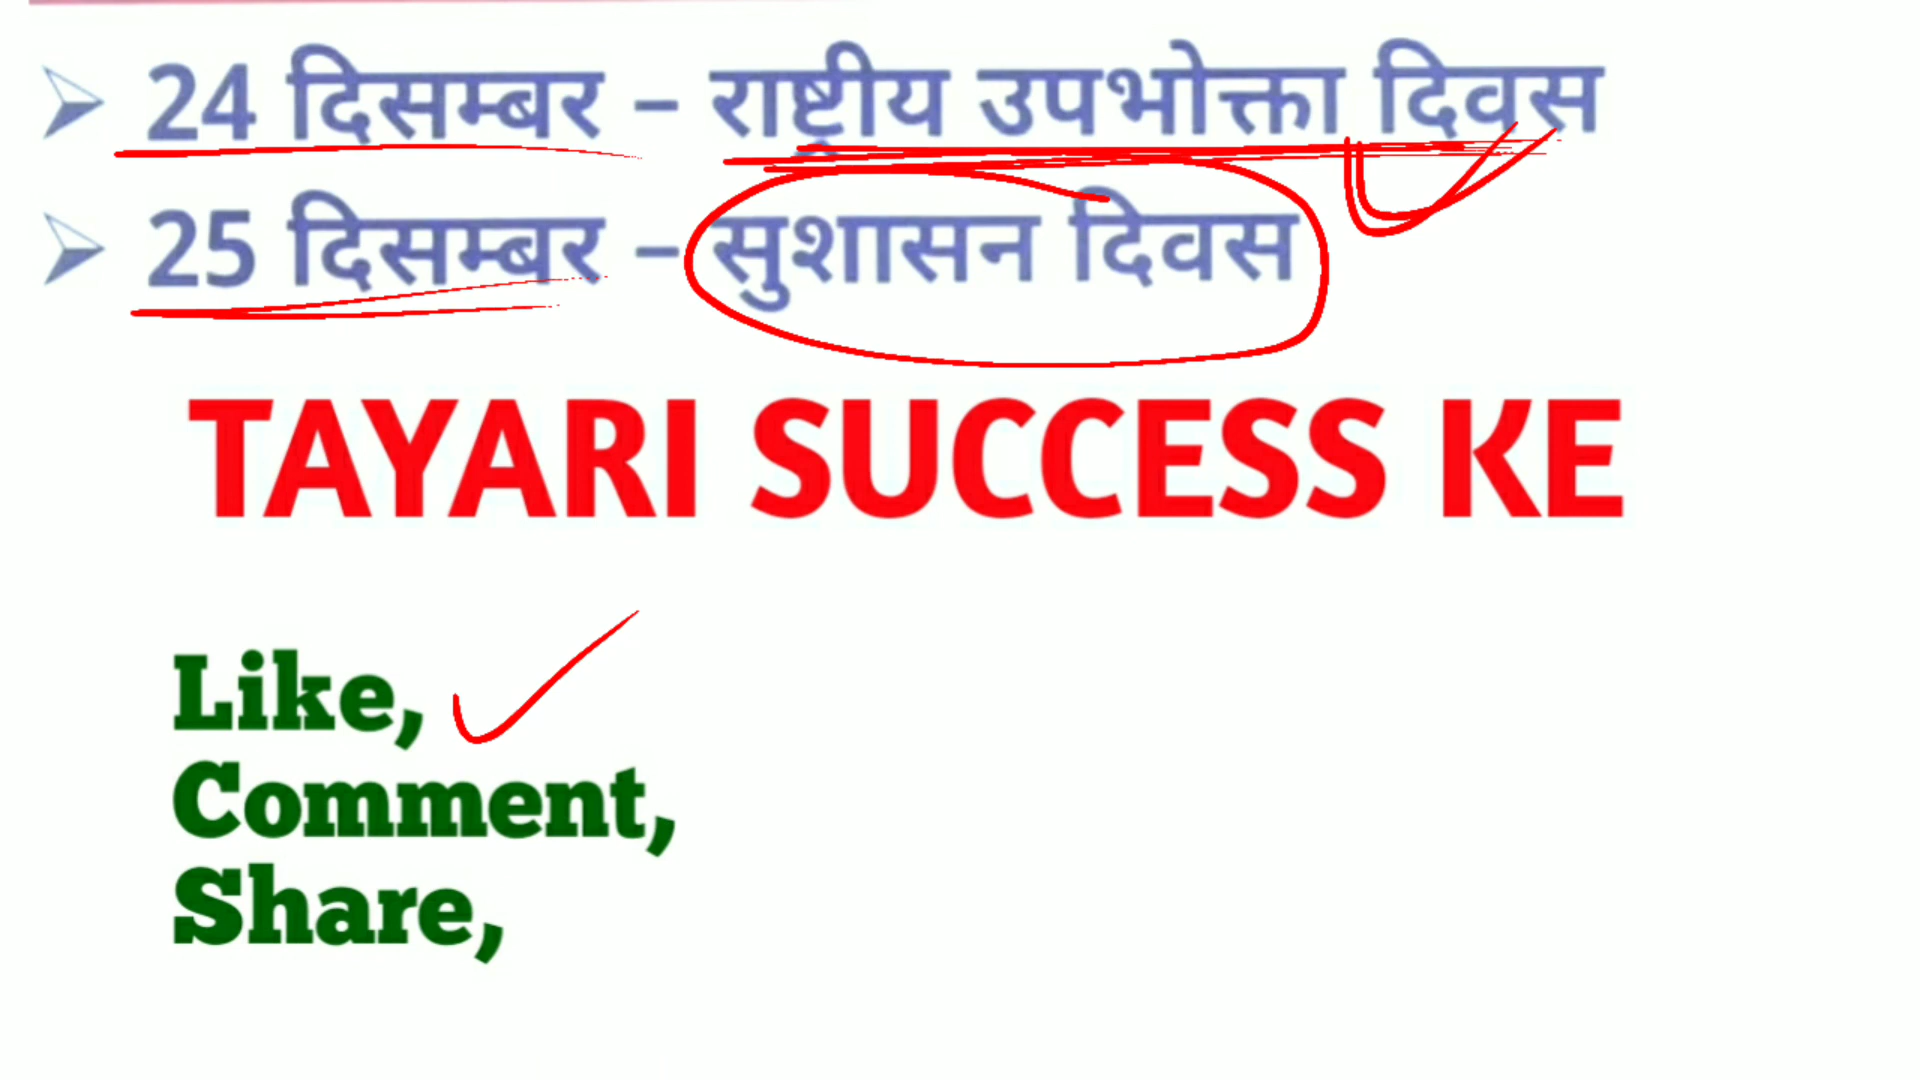 ➢ 24 दिसम्बर – राष्ट्रीय उपभोक्ता दिवस
➢ 25 दिसम्बर – सुशासन दिवस
TAYARI SUCCESS KE
Like,
Comment,
Share,